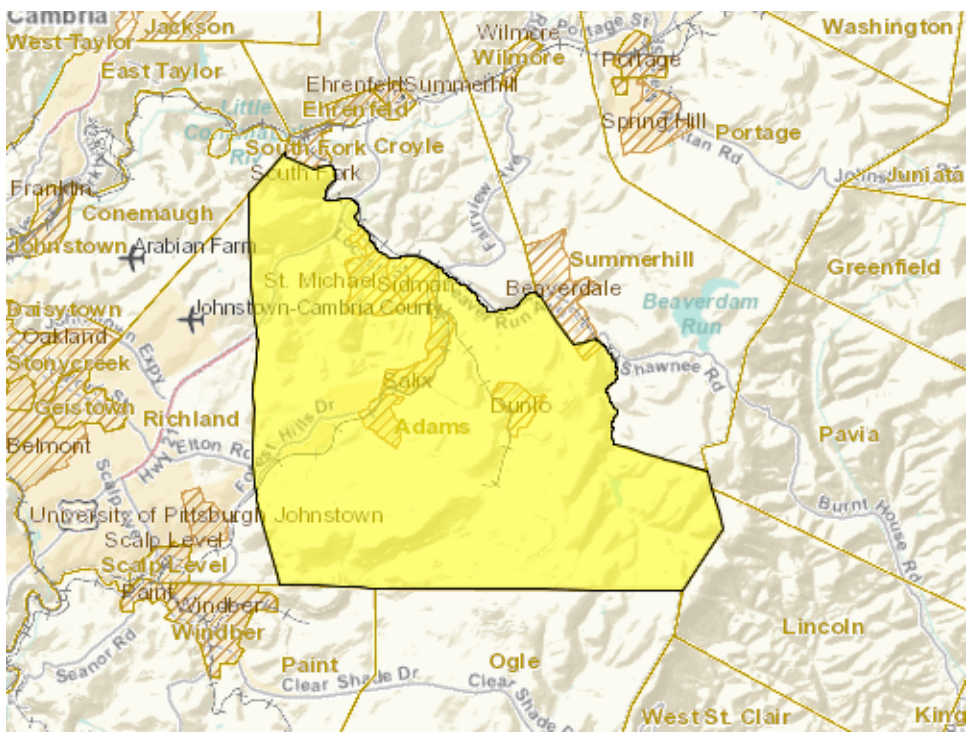 Cambria
Jackson
Washington
West Taylor
Wilmore
Portage St
Wilmore
East Taylor
Portage
Ehrenfeld
Summerhill
Ehrenfeld
Little
Spring Hill
Portage
South Fork
Croyle
South Fork
Juniata
Franklin
Conemaugh
Fairview Ave
Johnstown
Arabian Farm
Summerhill
Greenfield
St. Michael
Sidman
Beaverdale
Beaverdam
Run
Daisytown
Johnstown-Cambria County
Oakland
Johnstown Expy
Stonycreek
Shawnee Rd
Salix
Geistown
Richland
Dunlo
Adams
Forest Hills Dr
Belmont
Elton Rd
Pavia
Burnt House Rd
University of Pittsburgh Johnstown
Scalp Level
Scalp Level
Paint
Windber
Windber
Lincoln
Seanor Rd
Paint
Ogle
Clear Shade Dr
Clear
Shade D
West St. Clair
King